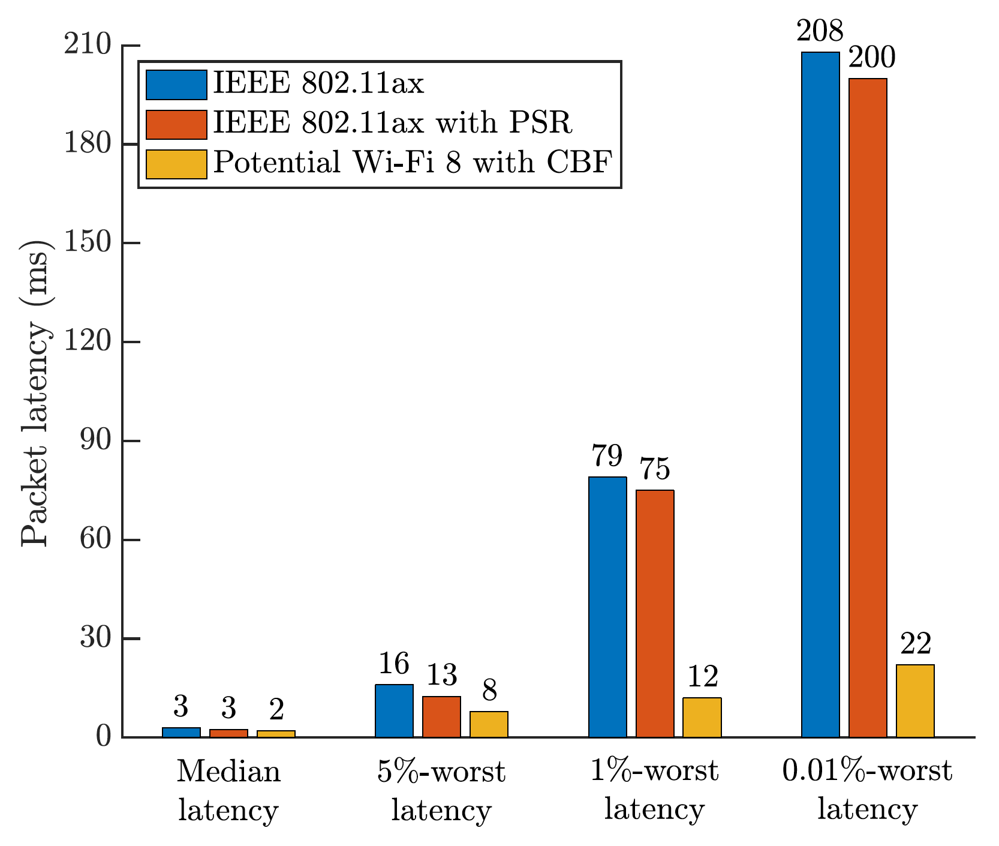 208
200
210
IEEE 802.11ax
IEEE 802.11ax with PSR
180
Potential Wi-Fi 8 with CBF
150
120
90
60
30
0
Packet latency (ms)
3
3
2
16
13
8
79
75
12
22
Median
latency
5%-worst
latency
1%-worst
latency
0.01%-worst
latency